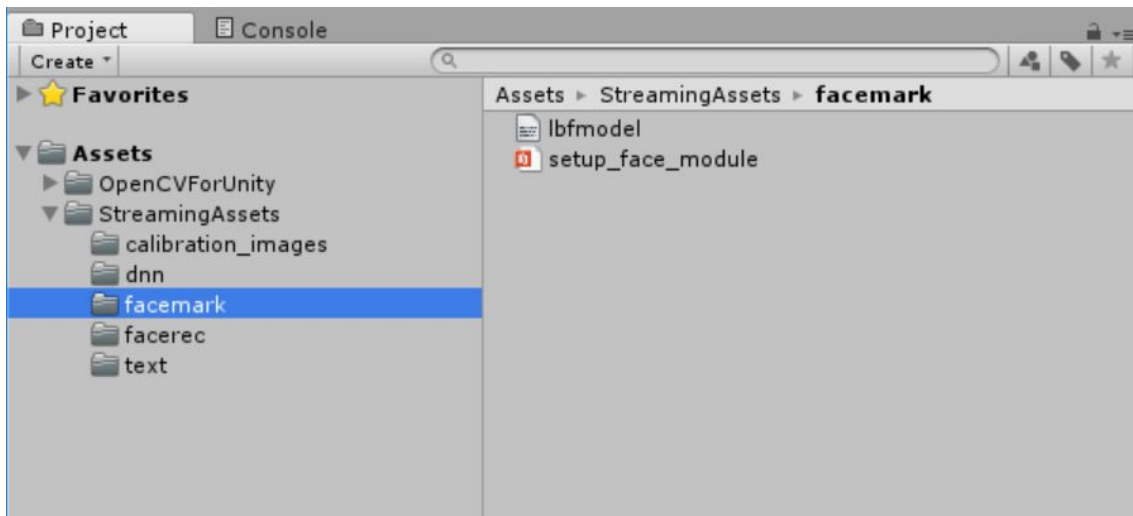 Project Console
Create
Favorites
Assets
OpenCVForUnity
StreamingAssets
calibration_images
dnn
facemark
facerec
text
Assets StreamingAssets facemark
lbfmodel
setup_face_module